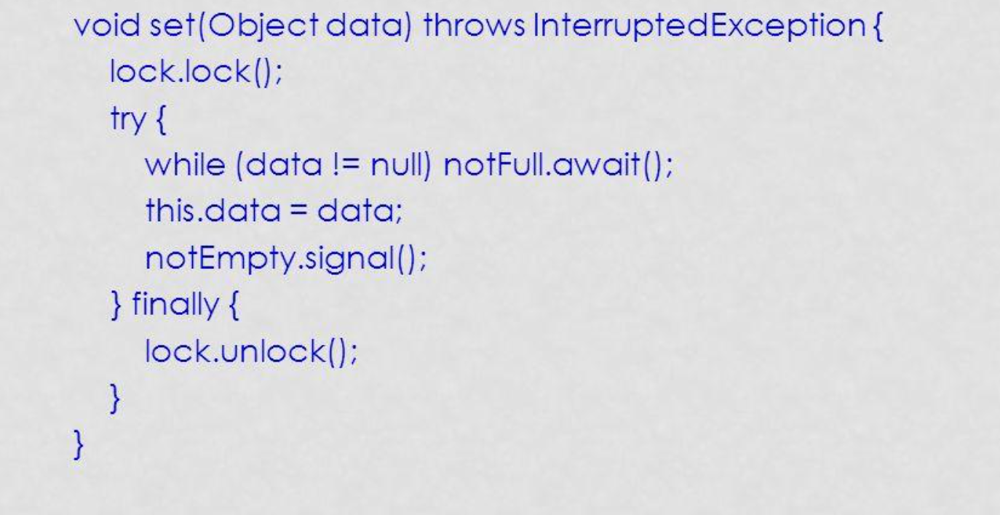 void set(Object data) throws InterruptedException {
lock.lock();
try {
while (data != null) notFull.await();
this.data = data;
notEmpty.signal();
} finally {
lock.unlock();
}
}